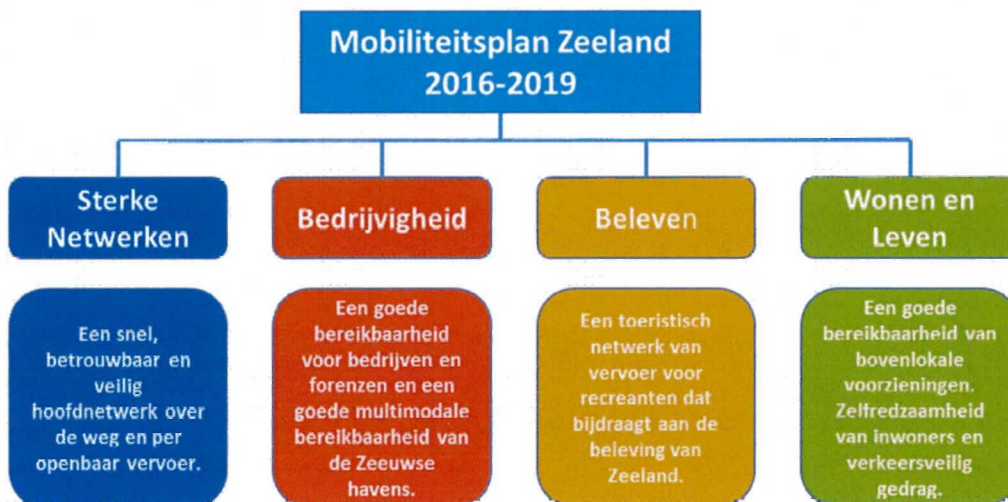 Mobiliteitsplan Zeeland
2016-2019
Sterke
Netwerken
Een snel,
betrouwbaar en
veilig
hoofdnetwerk over
de weg en per
openbaar vervoer.
Bedrijvigheid
Een goede
bereikbaarheid
voor bedrijven en
forenzen en een
goede multimodale
bereikbaarheid van
de Zeeuwse
havens.
Beleven
Een toeristisch
netwerk van
vervoer voor
recreanten dat
bijdraagt aan de
beleving van
Zeeland.
Wonen en
Leven
Een goede
bereikbaarheid van
bovenlokale
voorzieningen.
Zelfredzaamheid
van inwoners en
verkeersveilig
gedrag.